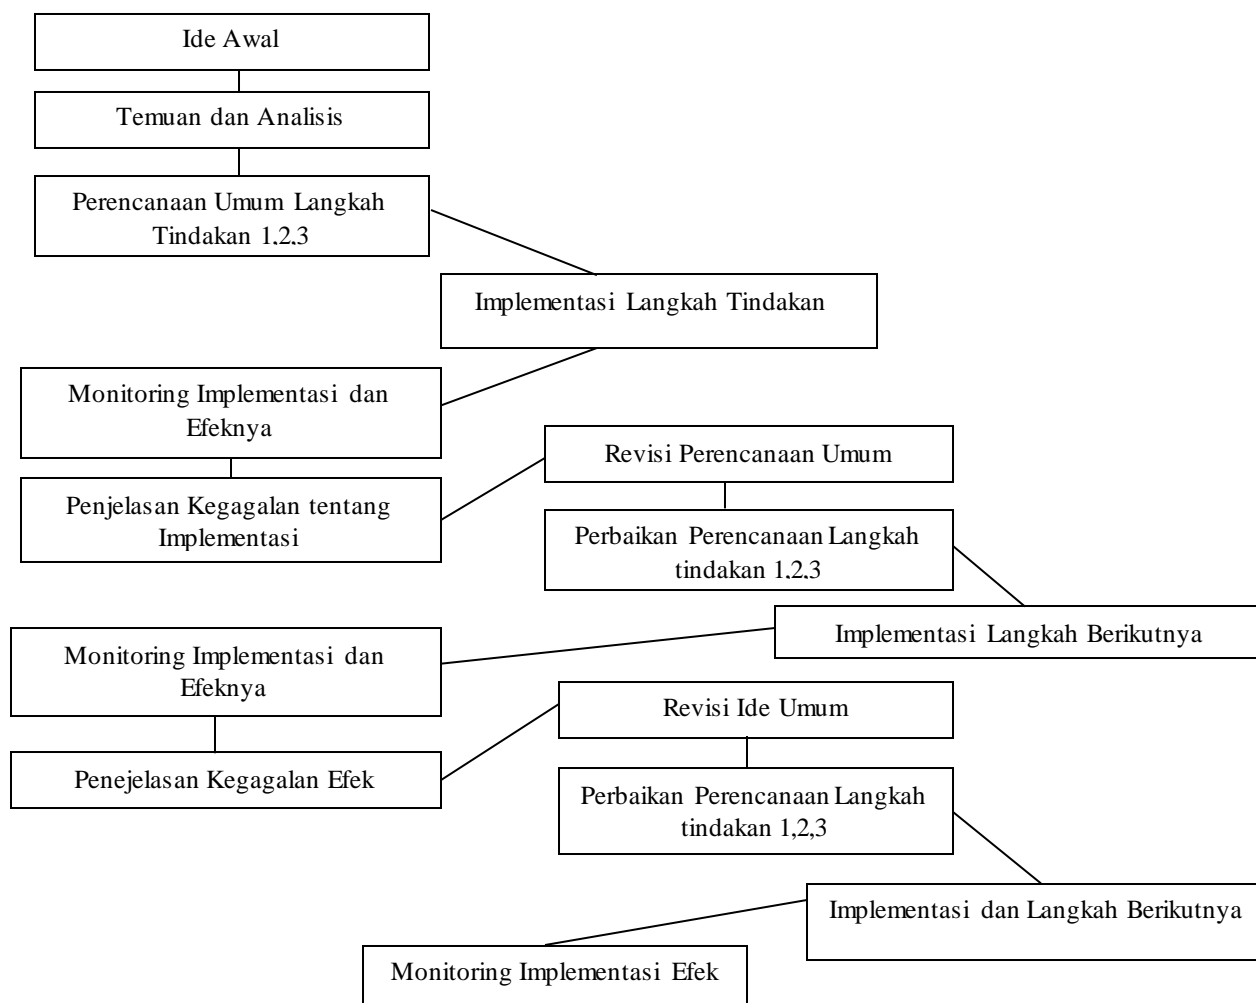 Ide Awal
Temuan dan Analisis
Perencanaan Umum Langkah
Tindakan 1,2,3
Implementasi Langkah Tindakan
Monitoring Implementasi dan
Efeknya
Penjelasan Kegagalan tentang
Implementasi
Revisi Perencanaan Umum
Perbaikan Perencanaan Langkah
tindakan 1,2,3
Implementasi Langkah Berikutnya
Monitoring Implementasi dan
Efeknya
Penejelasan Kegagalan Efek
Revisi Ide Umum
Perbaikan Perencanaan Langkah
tindakan 1,2,3
Implementasi dan Langkah Berikutnya
Monitoring Implementasi Efek